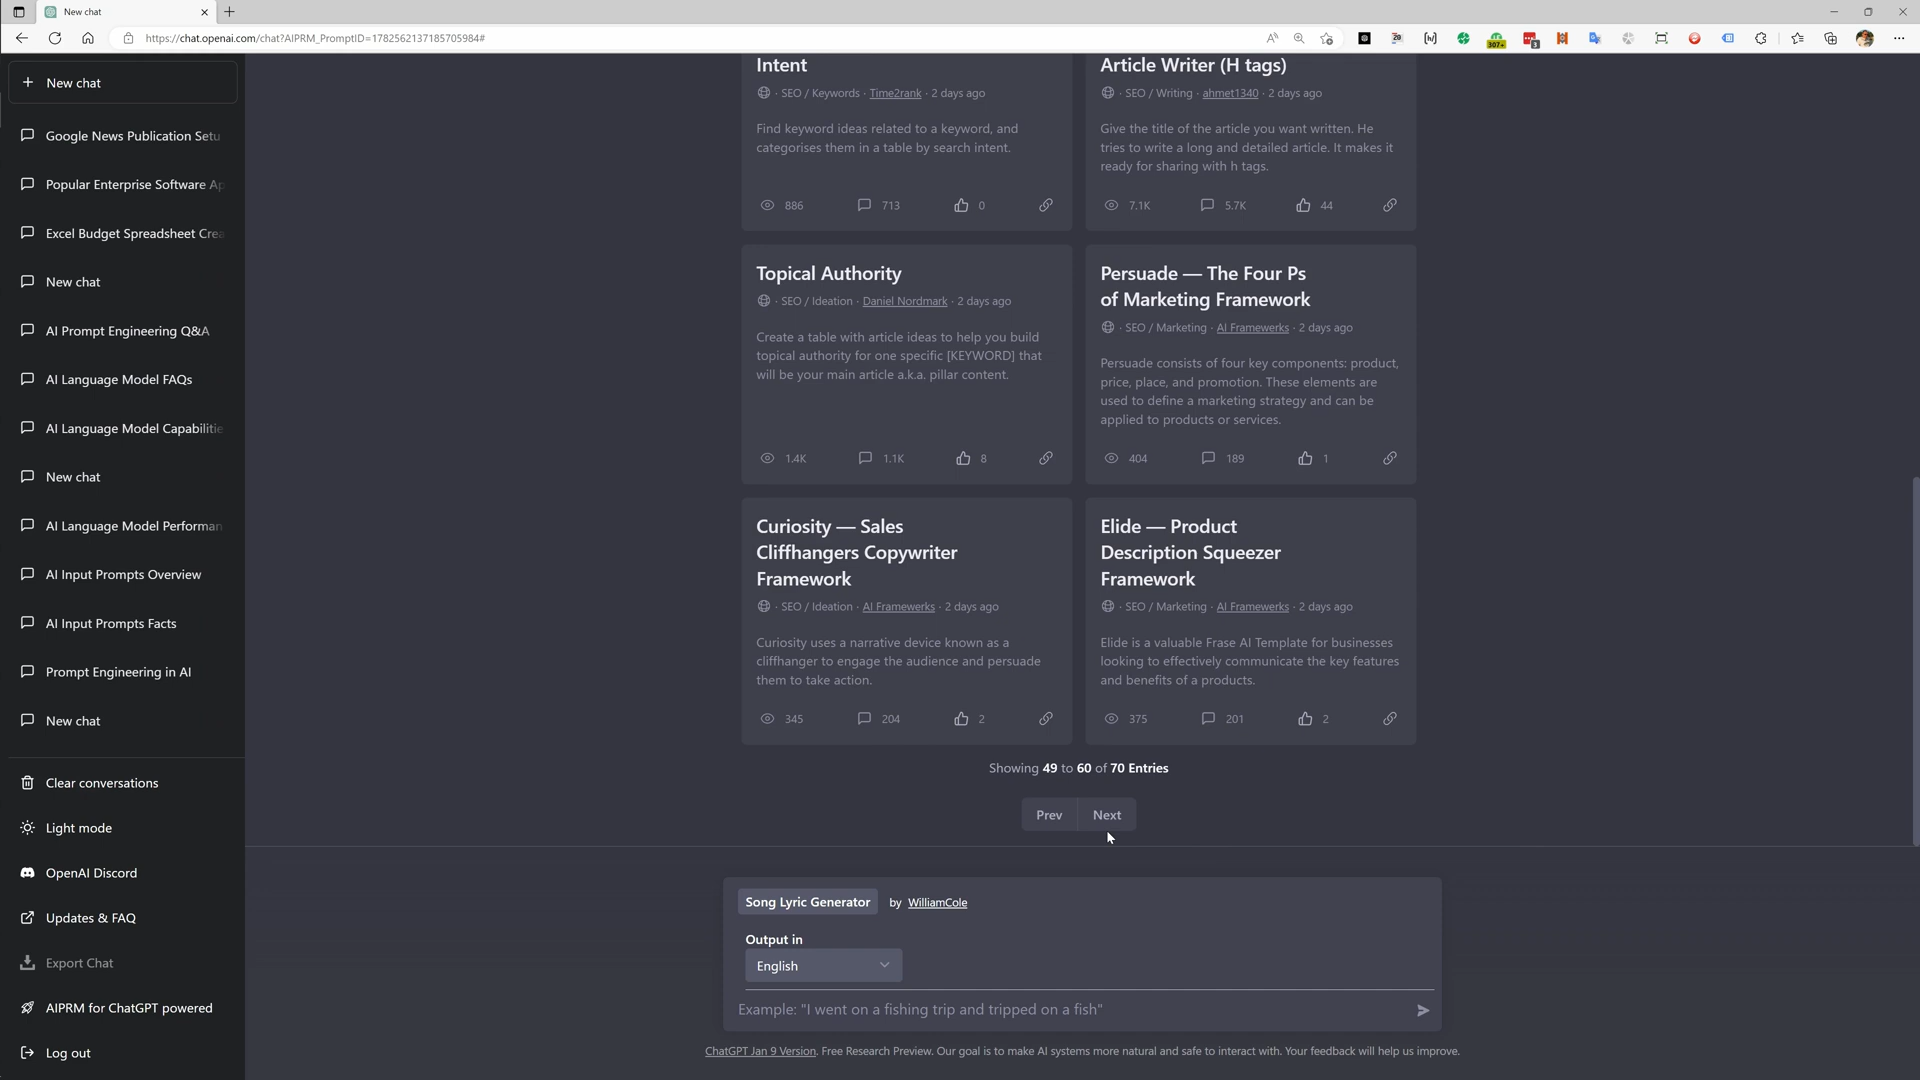 New chat
https://chat.openai.com/chat?AIPRM_PromptID=1782562137185705984#
20
307+
3
New chat
Google News Publication Setu
Popular Enterprise Software Ap
Excel Budget Spreadsheet Crea
New chat
AI Prompt Engineering Q&A
AI Language Model FAQs
AI Language Model Capabilitie
New chat
AI Language Model Performan
AI Input Prompts Overview
AI Input Prompts Facts
Prompt Engineering in AI
New chat
Clear conversations
Light mode
OpenAI Discord
Updates & FAQ
Export Chat
AIPRM for ChatGPT powered
Log out
Intent
· SEO / Keywords · Time2rank · 2 days ago
Find keyword ideas related to a keyword, and
categorises them in a table by search intent.
886 713 0
Article Writer (H tags)
· SEO / Writing · ahmet1340 · 2 days ago
Give the title of the article you want written. He
tries to write a long and detailed article. It makes it
ready for sharing with h tags.
7.1K 5.7K 44
Topical Authority
· SEO / Ideation · Daniel Nordmark · 2 days ago
Create a table with article ideas to help you build
topical authority for one specific [KEYWORD] that
will be your main article a.k.a. pillar content.
1.4K 1.1K 8
Persuade — The Four Ps
of Marketing Framework
· SEO / Marketing · AI Framewerks · 2 days ago
Persuade consists of four key components: product,
price, place, and promotion. These elements are
used to define a marketing strategy and can be
applied to products or services.
404 189 1
Curiosity — Sales
Cliffhangers Copywriter
Framework
· SEO / Ideation · AI Framewerks · 2 days ago
Curiosity uses a narrative device known as a
cliffhanger to engage the audience and persuade
them to take action.
345 204 2
Elide — Product
Description Squeezer
Framework
· SEO / Marketing · AI Framewerks · 2 days ago
Elide is a valuable Frase AI Template for businesses
looking to effectively communicate the key features
and benefits of a products.
375 201 2
Showing 49 to 60 of 70 Entries
Prev Next
Song Lyric Generator by WilliamCole
Output in
English
Example: "I went on a fishing trip and tripped on a fish"
ChatGPT Jan 9 Version. Free Research Preview. Our goal is to make AI systems more natural and safe to interact with. Your feedback will help us improve.